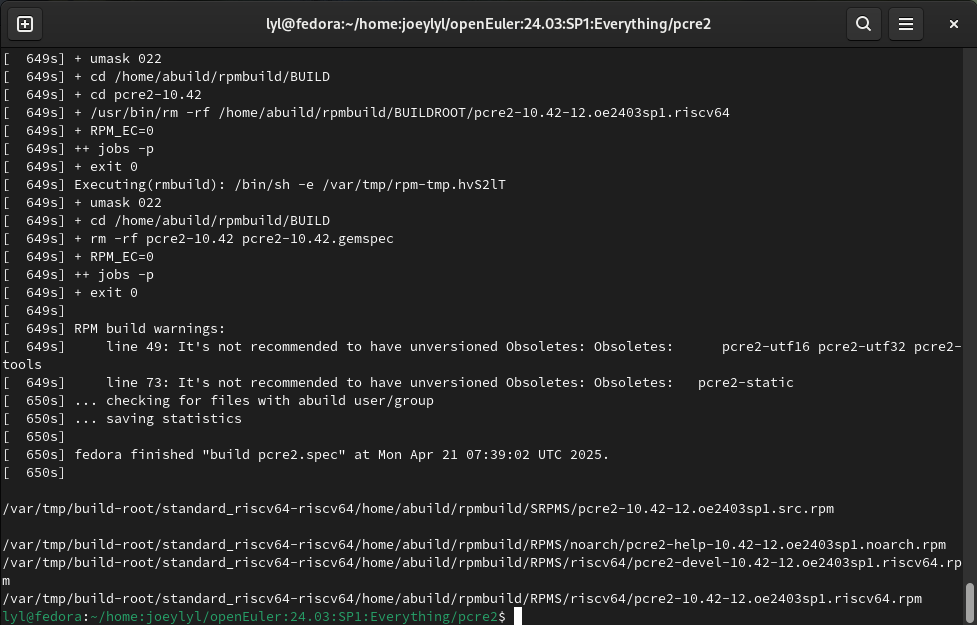 lyl@fedora:~/home:joeylyl/openEuler:24.03:SP1:Everything/pcre2
[  649s] + umask 022
[  649s] + cd /home/abuild/rpmbuild/BUILD
[  649s] + cd pcre2-10.42
[  649s] + /usr/bin/rm -rf /home/abuild/rpmbuild/BUILDROOT/pcre2-10.42-12.oe2403sp1.riscv64
[  649s] + RPM_EC=0
[  649s] ++ jobs -p
[  649s] + exit 0
[  649s] Executing(rmbuild): /bin/sh -e /var/tmp/rpm-tmp.hvS2lT
[  649s] + umask 022
[  649s] + cd /home/abuild/rpmbuild/BUILD
[  649s] + rm -rf pcre2-10.42 pcre2-10.42.gemspec
[  649s] + RPM_EC=0
[  649s] ++ jobs -p
[  649s] + exit 0
[  649s]
[  649s] RPM build warnings:
[  649s]     line 49: It's not recommended to have unversioned Obsoletes: Obsoletes:      pcre2-utf16 pcre2-utf32 pcre2-
tools
[  649s]     line 73: It's not recommended to have unversioned Obsoletes: Obsoletes:   pcre2-static
[  650s] ... checking for files with abuild user/group
[  650s] ... saving statistics
[  650s]
[  650s] fedora finished "build pcre2.spec" at Mon Apr 21 07:39:02 UTC 2025.
[  650s]
/var/tmp/build-root/standard_riscv64-riscv64/home/abuild/rpmbuild/SRPMS/pcre2-10.42-12.oe2403sp1.src.rpm
/var/tmp/build-root/standard_riscv64-riscv64/home/abuild/rpmbuild/RPMS/noarch/pcre2-help-10.42-12.oe2403sp1.noarch.rpm
/var/tmp/build-root/standard_riscv64-riscv64/home/abuild/rpmbuild/RPMS/riscv64/pcre2-devel-10.42-12.oe2403sp1.riscv64.rp
m
/var/tmp/build-root/standard_riscv64-riscv64/home/abuild/rpmbuild/RPMS/riscv64/pcre2-10.42-12.oe2403sp1.riscv64.rpm
lyl@fedora:~/home:joeylyl/openEuler:24.03:SP1:Everything/pcre2$